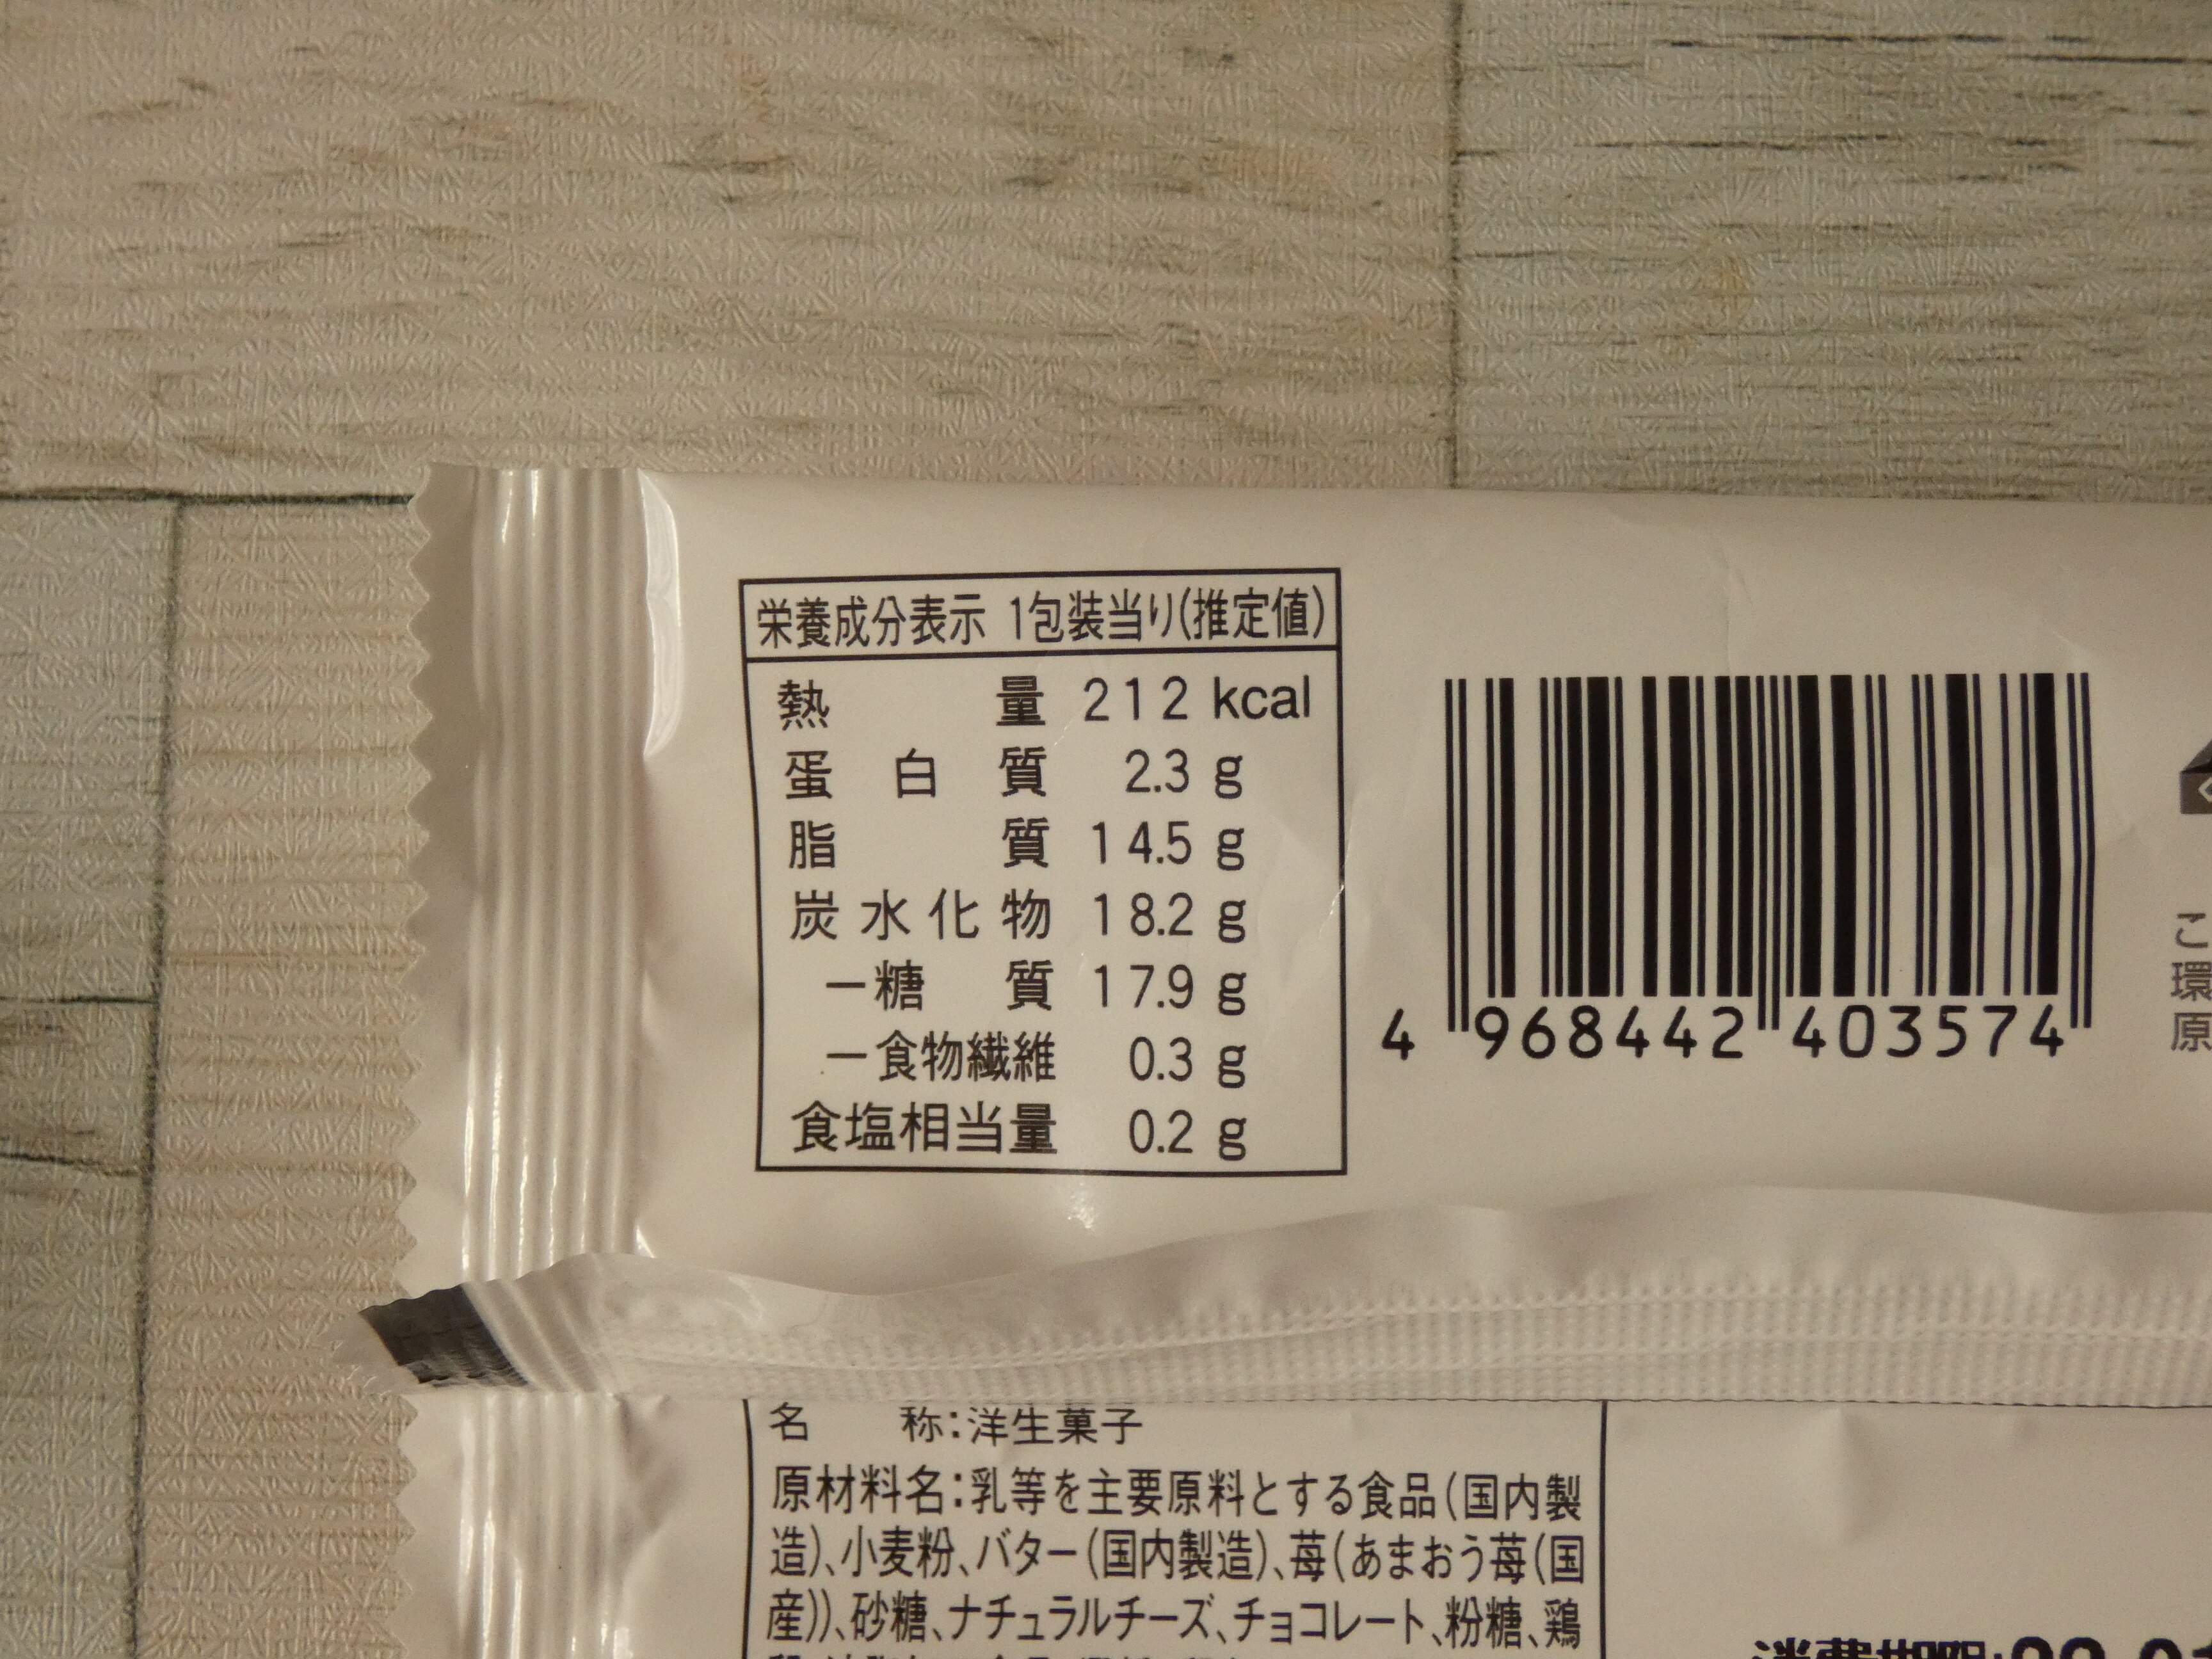 栄養成分表示 1包装当り(推定値)
熱量 212 kcal
蛋白質 2.3 g
脂質 14.5 g
炭水化物 18.2 g
ー糖質 17.9 g
ー食物繊維 0.3 g
食塩相当量 0.2 g
4 968442 403574
こ
環
原
名称:洋生菓子
原材料名:乳等を主要原料とする食品(国内製
造)、小麦粉、バター(国内製造)、苺(あまおう苺(国
産))、砂糖、ナチュラルチーズ、チョコレート、粉糖、鶏
消費期限: